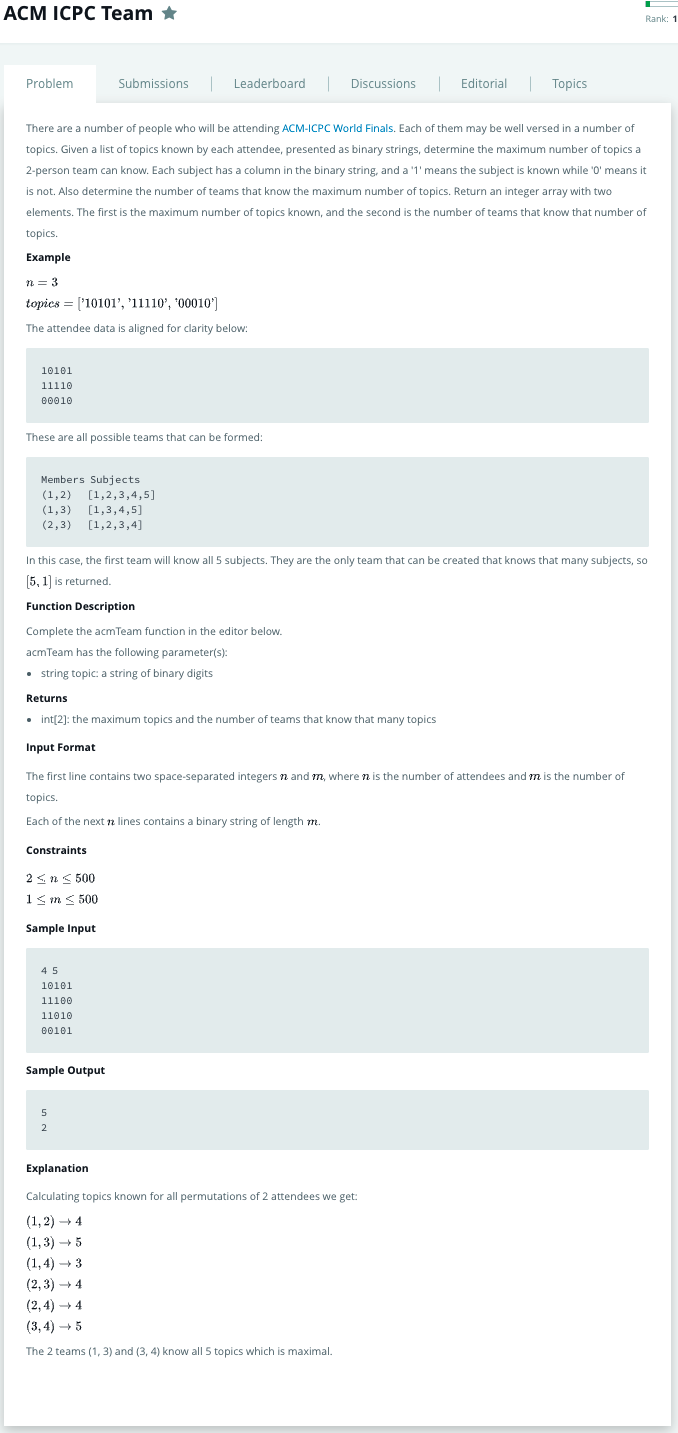 ACM ICPC Team
Rank: 1
Problem
Submissions
Leaderboard
Discussions
Editorial
Topics
There are a number of people who will be attending ACM-ICPC World Finals. Each of them may be well versed in a number of
topics. Given a list of topics known by each attendee, presented as binary strings, determine the maximum number of topics a
2-person team can know. Each subject has a column in the binary string, and a '1' means the subject is known while '0' means it
is not. Also determine the number of teams that know the maximum number of topics. Return an integer array with two
elements. The first is the maximum number of topics known, and the second is the number of teams that know that number of
topics.
Example
n = 3
topics = ['10101', '11110', '00010']
The attendee data is aligned for clarity below:
10101
11110
00010
These are all possible teams that can be formed:
Members Subjects
(1,2) [1,2,3,4,5]
(1,3) [1,3,4,5]
(2,3) [1,2,3,4]
In this case, the first team will know all 5 subjects. They are the only team that can be created that knows that many subjects, so
[5, 1] is returned.
Function Description
Complete the acmTeam function in the editor below.
acmTeam has the following parameter(s):
• string topic: a string of binary digits
Returns
• int[2]: the maximum topics and the number of teams that know that many topics
Input Format
The first line contains two space-separated integers n and m, where n is the number of attendees and m is the number of
topics.
Each of the next n lines contains a binary string of length m.
Constraints
2 ≤ n ≤ 500
1 ≤ m ≤ 500
Sample Input
4 5
10101
11100
11010
00101
Sample Output
5
2
Explanation
Calculating topics known for all permutations of 2 attendees we get:
(1, 2) → 4
(1, 3) → 5
(1, 4) → 3
(2, 3) → 4
(2, 4) → 4
(3, 4) → 5
The 2 teams (1, 3) and (3, 4) know all 5 topics which is maximal.